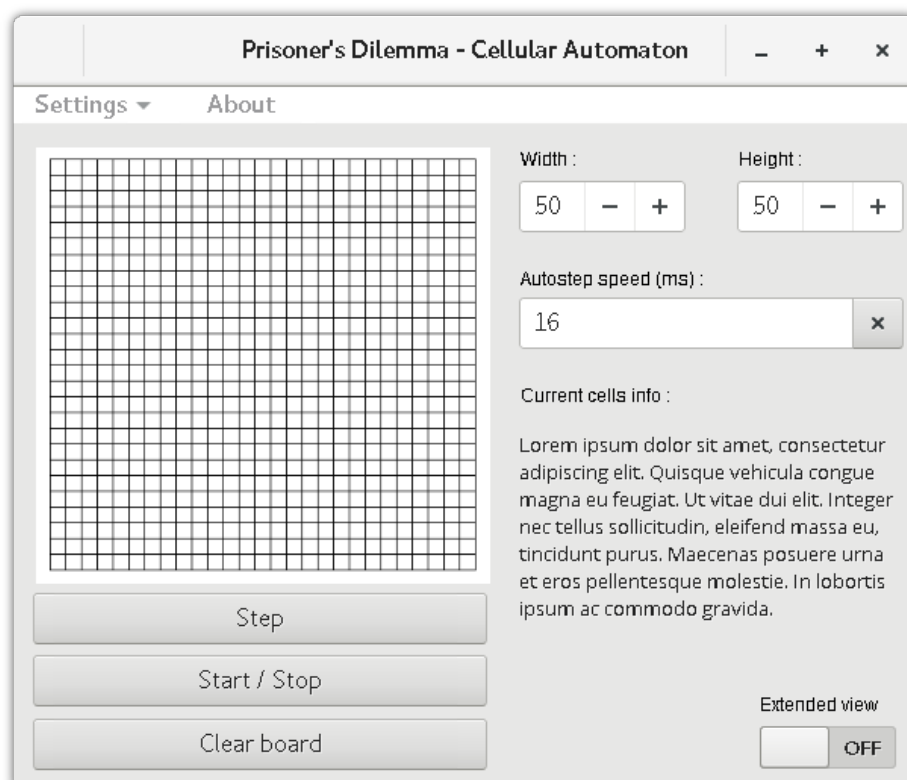 Prisoner's Dilemma - Cellular Automaton
Settings About
Width : Height :
50 − + 50 − +
Autostep speed (ms) :
16
Current cells info :
Lorem ipsum dolor sit amet, consectetur
adipiscing elit. Quisque vehicula congue
magna eu feugiat. Ut vitae dui elit. Integer
nec tellus sollicitudin, eleifend massa eu,
tincidunt purus. Maecenas posuere urna
et eros pellentesque molestie. In lobortis
ipsum ac commodo gravida.
Step
Start / Stop
Clear board
Extended view
OFF